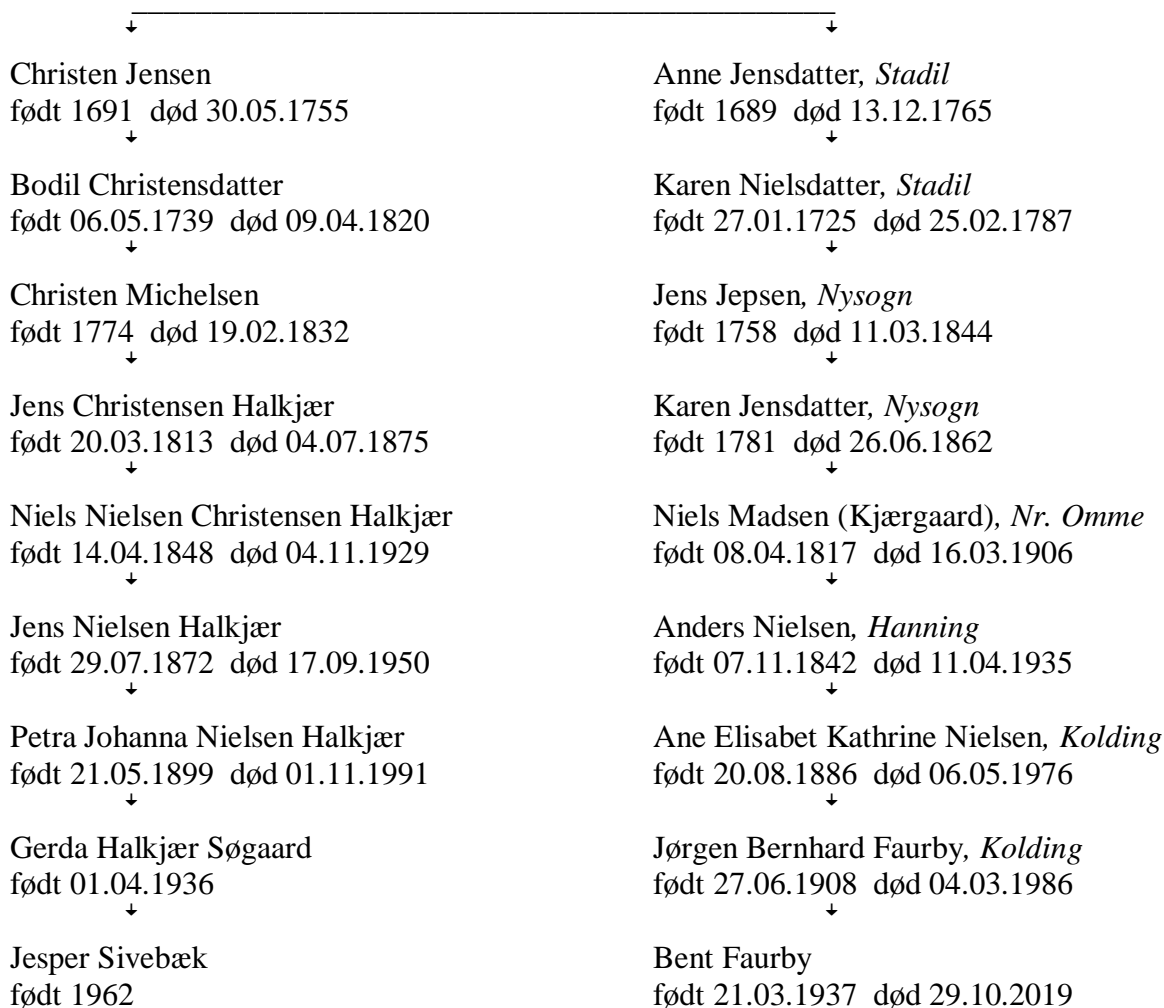 Christen Jensen
født 1691 død 30.05.1755
Bodil Christensdatter
født 06.05.1739 død 09.04.1820
Christen Michelsen
født 1774 død 19.02.1832
Jens Christensen Halkjær
født 20.03.1813 død 04.07.1875
Niels Nielsen Christensen Halkjær
født 14.04.1848 død 04.11.1929
Jens Nielsen Halkjær
født 29.07.1872 død 17.09.1950
Petra Johanna Nielsen Halkjær
født 21.05.1899 død 01.11.1991
Gerda Halkjær Søgaard
født 01.04.1936
Jesper Sivebæk
født 1962
Anne Jensdatter, Stadil
født 1689 død 13.12.1765
Karen Nielsdatter, Stadil
født 27.01.1725 død 25.02.1787
Jens Jepsen, Nysogn
født 1758 død 11.03.1844
Karen Jensdatter, Nysogn
født 1781 død 26.06.1862
Niels Madsen (Kjærgaard), Nr. Omme
født 08.04.1817 død 16.03.1906
Anders Nielsen, Hanning
født 07.11.1842 død 11.04.1935
Ane Elisabet Kathrine Nielsen, Kolding
født 20.08.1886 død 06.05.1976
Jørgen Bernhard Faurby, Kolding
født 27.06.1908 død 04.03.1986
Bent Faurby
født 21.03.1937 død 29.10.2019